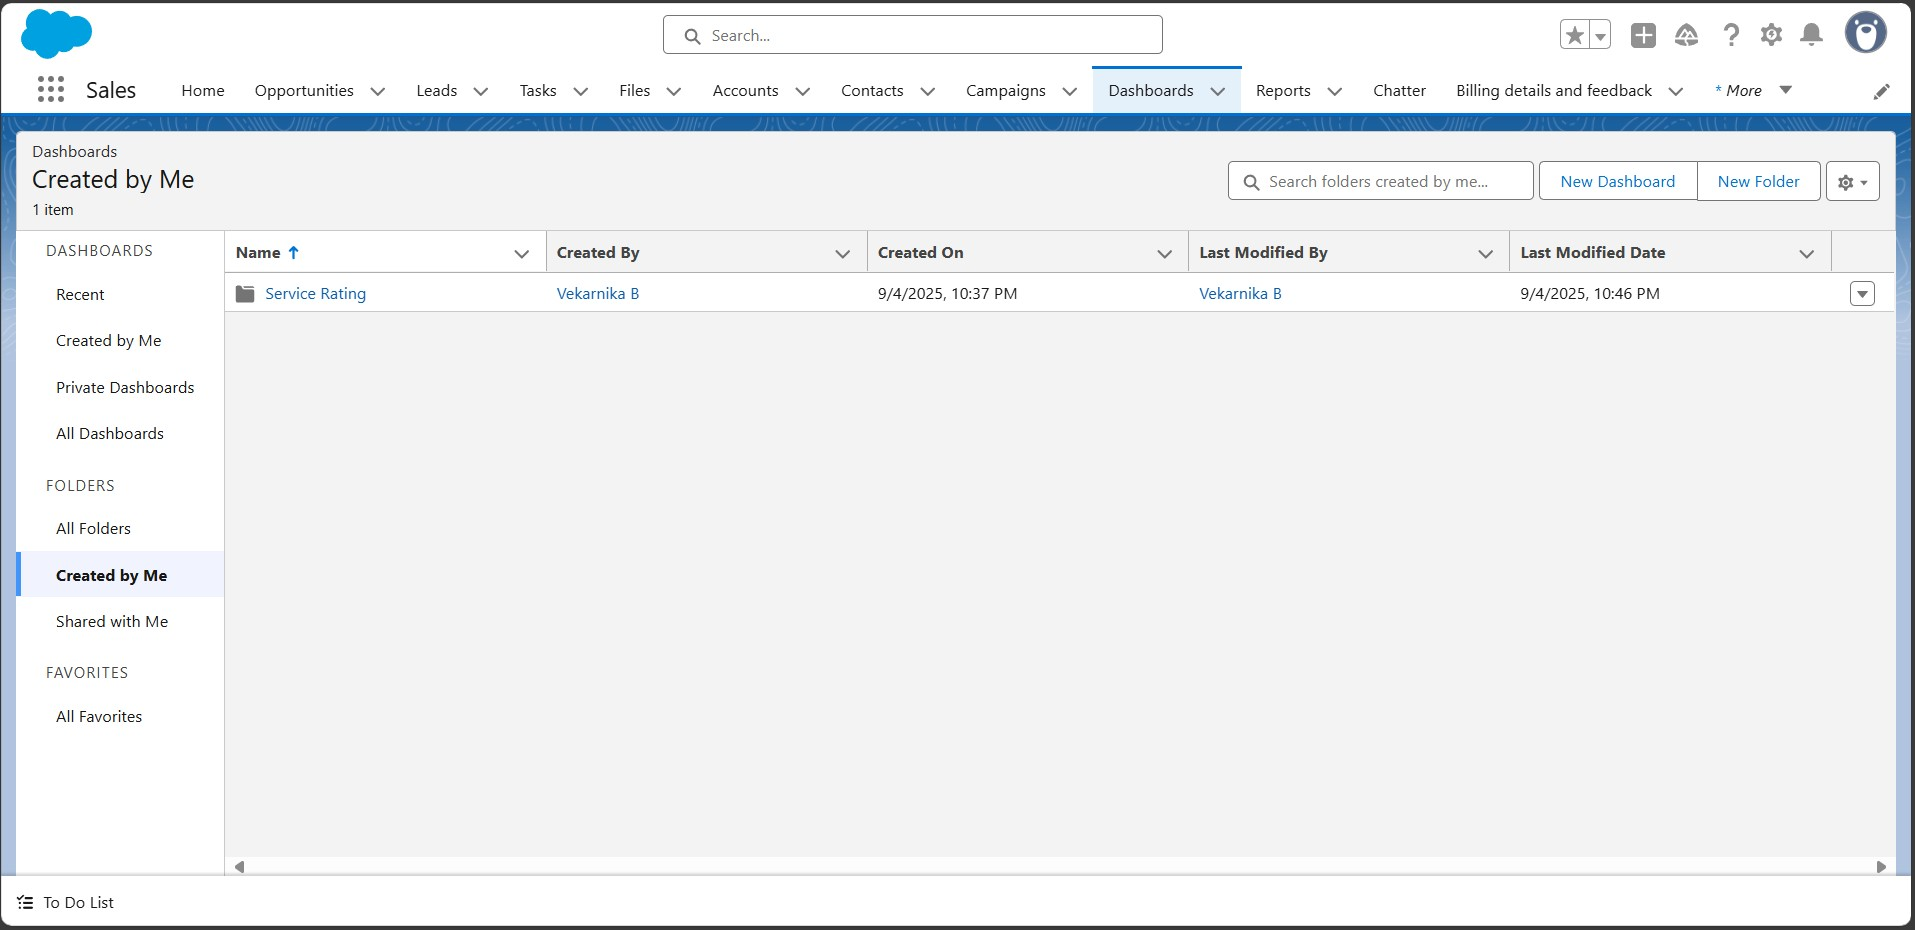 Search...
Sales
Home
Opportunities
Leads
Tasks
Files
Accounts
Contacts
Campaigns
Dashboards
Reports
Chatter
Billing details and feedback
* More
Dashboards
Created by Me
1 item
Search folders created by me...
New Dashboard
New Folder
DASHBOARDS
Recent
Created by Me
Private Dashboards
All Dashboards
FOLDERS
All Folders
Created by Me
Shared with Me
FAVORITES
All Favorites
Name Created By Created On Last Modified By Last Modified Date
Service Rating Vekarnika B 9/4/2025, 10:37 PM Vekarnika B 9/4/2025, 10:46 PM
To Do List